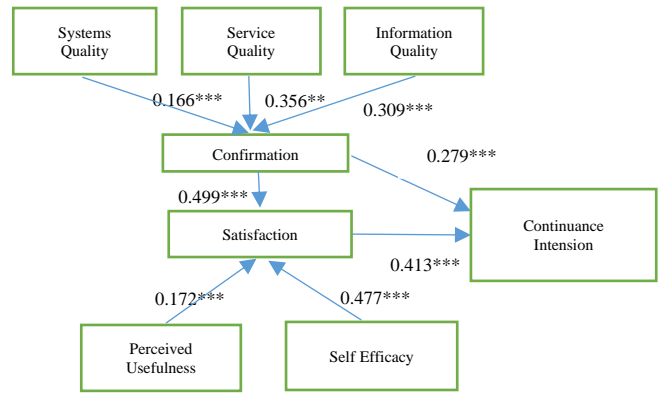 Systems
Quality
Service
Quality
Information
Quality
0.166***
0.356**
0.309***
Confirmation
0.279***
0.499***
Satisfaction
Continuance
Intension
0.413***
0.172***
0.477***
Perceived
Usefulness
Self Efficacy